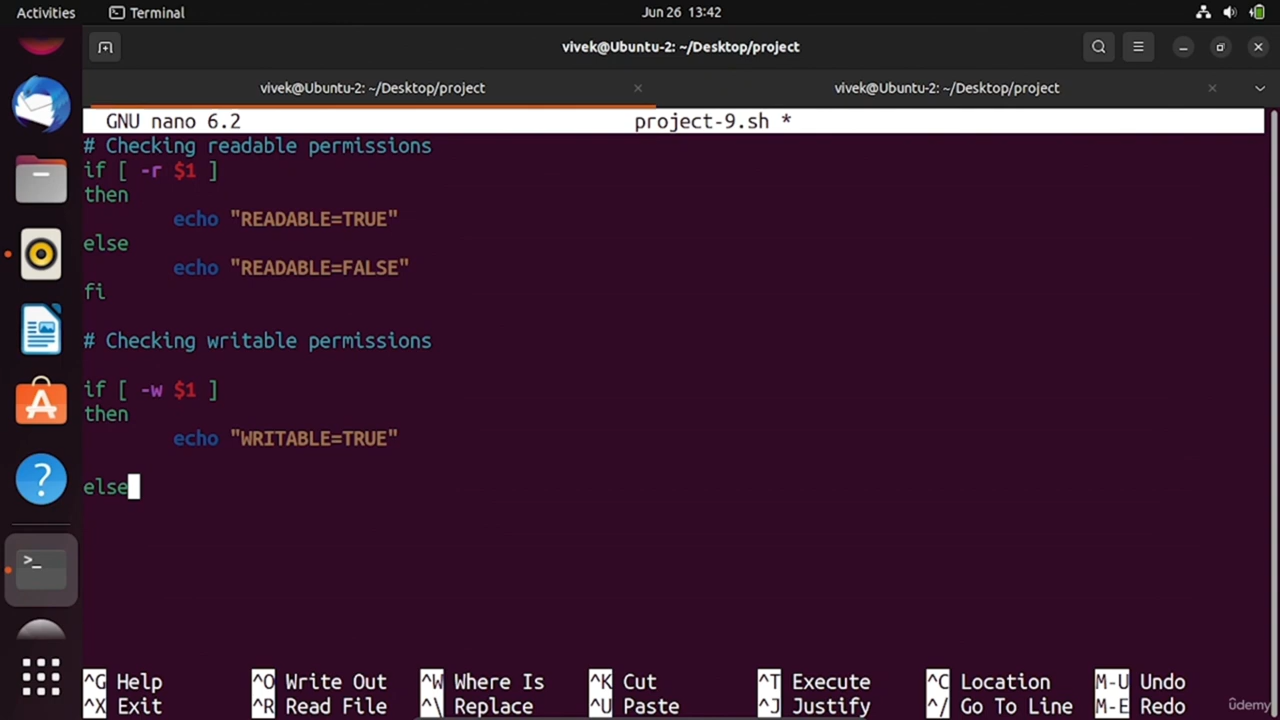 Activities Terminal Jun 26 13:42
vivek@Ubuntu-2: ~/Desktop/project
vivek@Ubuntu-2: ~/Desktop/project vivek@Ubuntu-2: ~/Desktop/project
GNU nano 6.2 project-9.sh *
# Checking readable permissions
if [ -r $1 ]
then
echo "READABLE=TRUE"
else
echo "READABLE=FALSE"
fi
# Checking writable permissions
if [ -w $1 ]
then
echo "WRITABLE=TRUE"
else
^G Help ^O Write Out ^W Where Is ^K Cut ^T Execute ^C Location M-U Undo
^X Exit ^R Read File ^\ Replace ^U Paste ^J Justify ^/ Go To Line M-E Redo
ûdemy